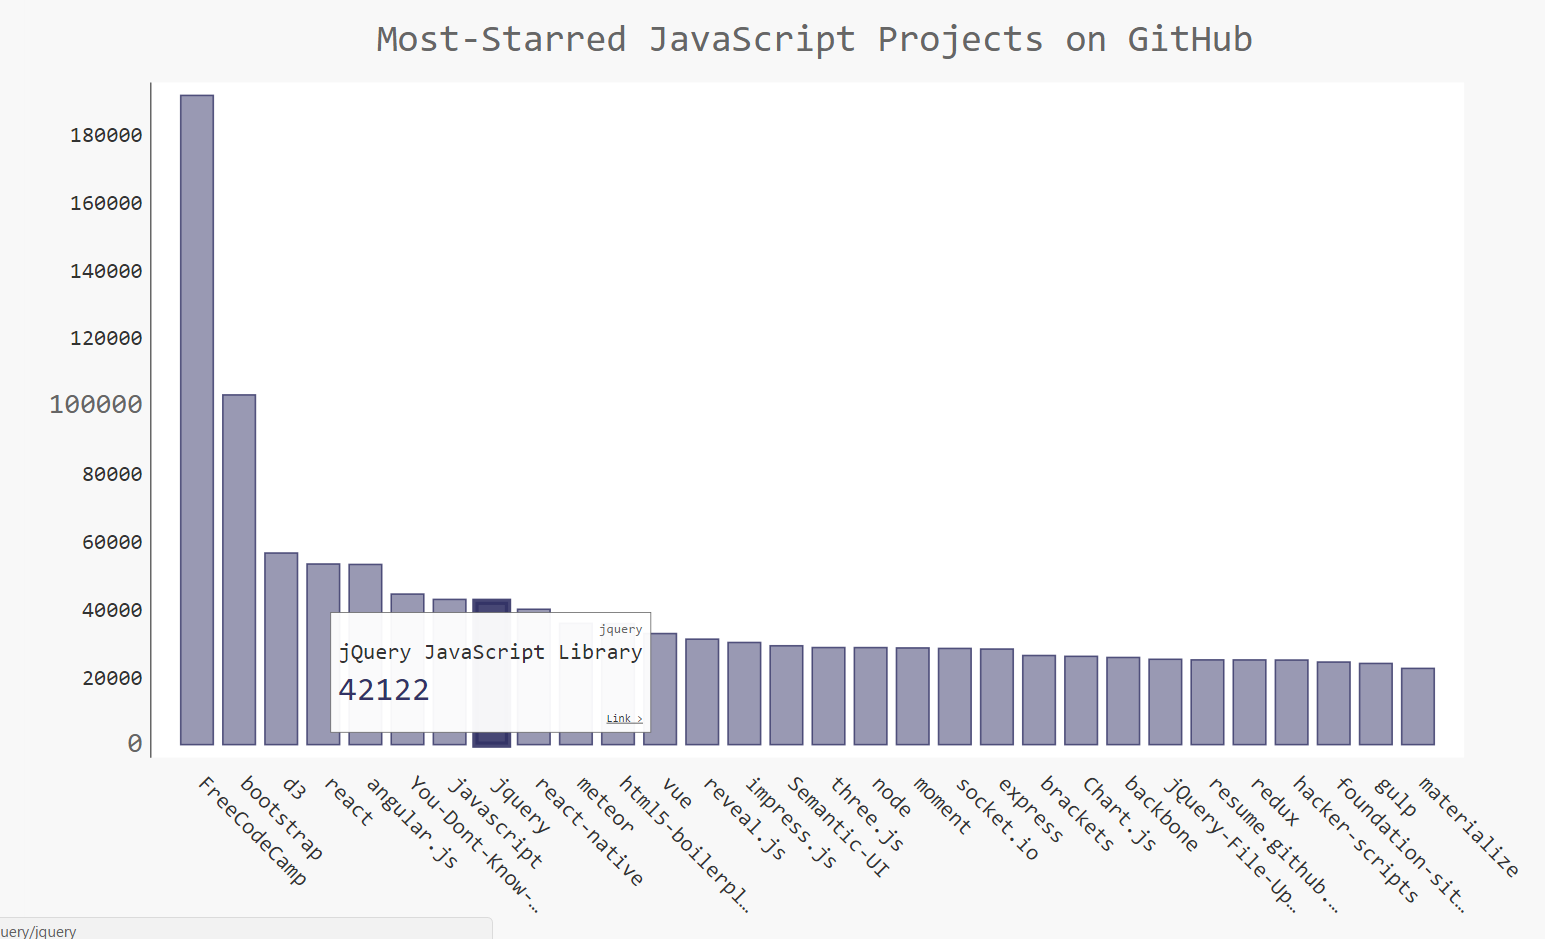 Most-Starred JavaScript Projects on GitHub
180000
160000
140000
120000
100000
80000
60000
40000
20000
0
jquery
jQuery JavaScript Library
42122
Link >
FreeCodeCamp
bootstrap
d3
react
angular.js
You-Dont-Know-…
javascript
jquery
react-native
meteor
html5-boilerpl…
vue
reveal.js
impress.js
Semantic-UI
three.js
node
moment
socket.io
express
brackets
Chart.js
backbone
jQuery-File-Up…
resume.github.…
redux
hacker-scripts
foundation-sit…
gulp
materialize
uery/jquery